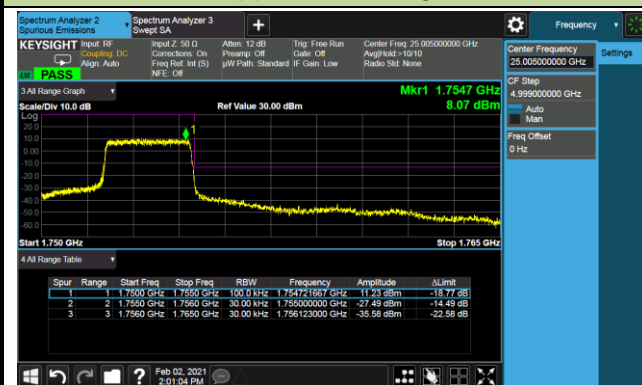 Spectrum Analyzer 2
Spurious Emissions
Spectrum Analyzer 3
Swept SA
Frequency
KEYSIGHT
Input: RF
Coupling: DC
Align: Auto
Input Z: 50 Ω
Corrections: On
Freq Ref: Int (S)
NFE: Off
Atten: 12 dB
Preamp: Off
µW Path: Standard
Trig: Free Run
Gate: Off
IF Gain: Low
Center Freq: 25.005000000 GHz
Avg|Hold:>10/10
Radio Std: None
PASS
Center Frequency
25.005000000 GHz
Settings
CF Step
4.999000000 GHz
Auto
Man
Freq Offset
0 Hz
3 All Range Graph
Mkr1 1.7547 GHz
Scale/Div 10.0 dB
Ref Value 30.00 dBm
8.07 dBm
Log
20.0
10.0
0.00
-10.0
-20.0
-30.0
-40.0
-50.0
-60.0
1
Start 1.750 GHz
Stop 1.765 GHz
4 All Range Table
Spur Range Start Freq Stop Freq RBW Frequency Amplitude ΔLimit
1 1 1.7500 GHz 1.7550 GHz 100.0 kHz 1.754721667 GHz 11.23 dBm -18.77 dB
2 2 1.7550 GHz 1.7560 GHz 30.00 kHz 1.755000000 GHz -27.49 dBm -14.49 dB
3 3 1.7560 GHz 1.7650 GHz 30.00 kHz 1.756123000 GHz -35.58 dBm -22.58 dB
Feb 02, 2021
2:01:04 PM